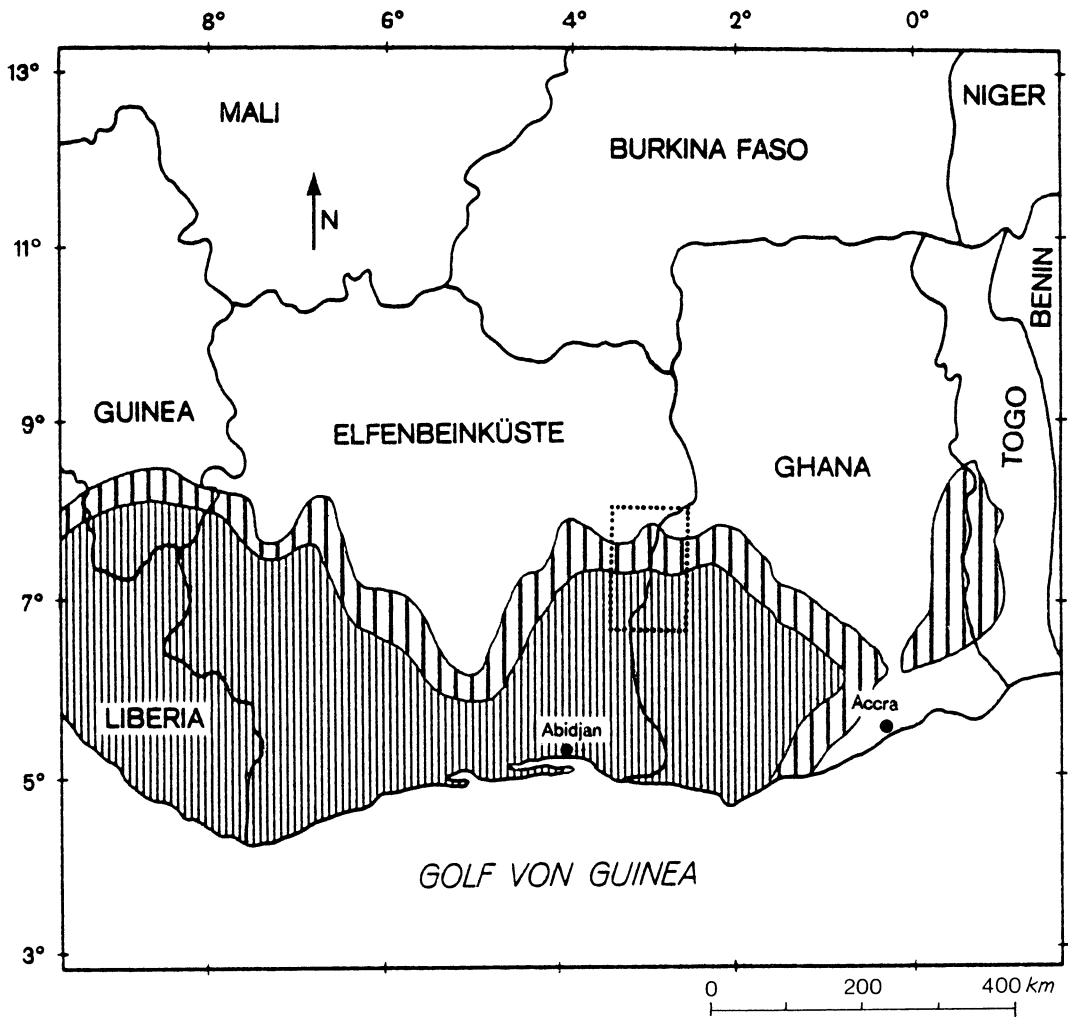 8° 6° 4° 2° 0°
13°
MALI
NIGER
BURKINA FASO
N
11°
BENIN
GUINEA
9°
ELFENBEINKÜSTE
TOGO
GHANA
7°
LIBERIA
Abidjan
Accra
5°
GOLF VON GUINEA
3°
0 200 400 km